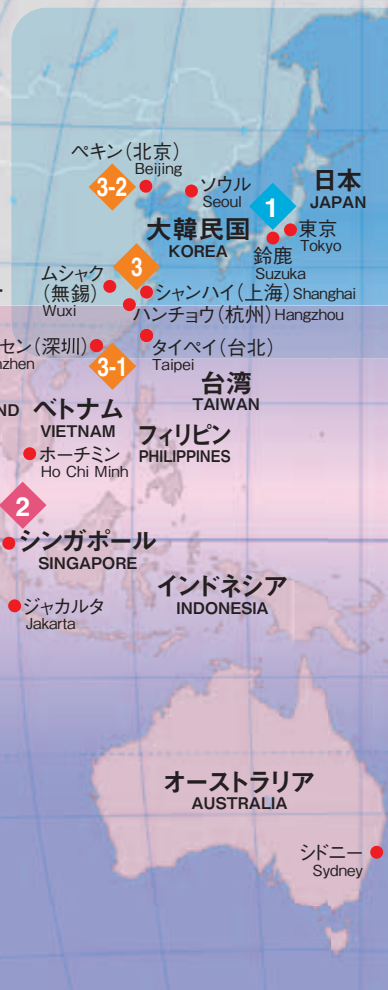 ペキン（北京）
Beijing
3-2
ソウル
Seoul
日本
JAPAN
1
大韓民国
KOREA
東京
Tokyo
鈴鹿
Suzuka
3
ムシャク
（無錫）
Wuxi
シャンハイ（上海） Shanghai
ハンチョウ（杭州） Hangzhou
セン（深圳）
nzhen
3-1
タイペイ（台北）
Taipei
台湾
TAIWAN
ND
ベトナム
VIETNAM
フィリピン
PHILIPPINES
ホーチミン
Ho Chi Minh
2
シンガポール
SINGAPORE
インドネシア
INDONESIA
ジャカルタ
Jakarta
オーストラリア
AUSTRALIA
シドニー
Sydney